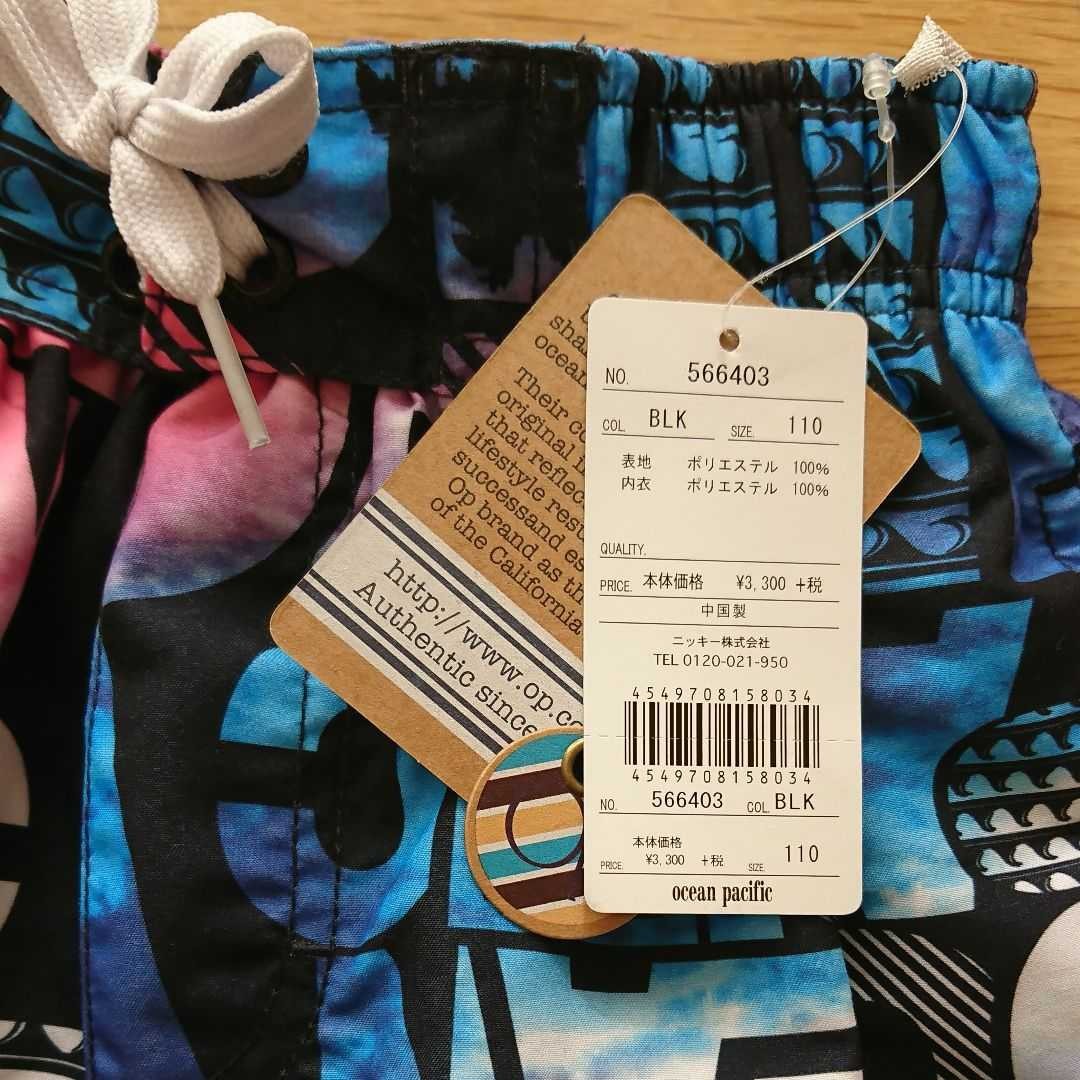 ocean
Their
original
that reflec
lifestyle
successand
Op brand as th
of the California
http://www.op.co
Authentic since
NO. 566403
COL. BLK SIZE. 110
表地 ポリエステル 100%
内衣 ポリエステル 100%
QUALITY.
PRICE. 本体価格 ¥3,300 +税
中国製
ニッキー株式会社
TEL 0120-021-950
4549708158034
4549708158034
NO. 566403 COL. BLK
本体価格
PRICE. ¥3,300 +税 SIZE. 110
ocean pacific